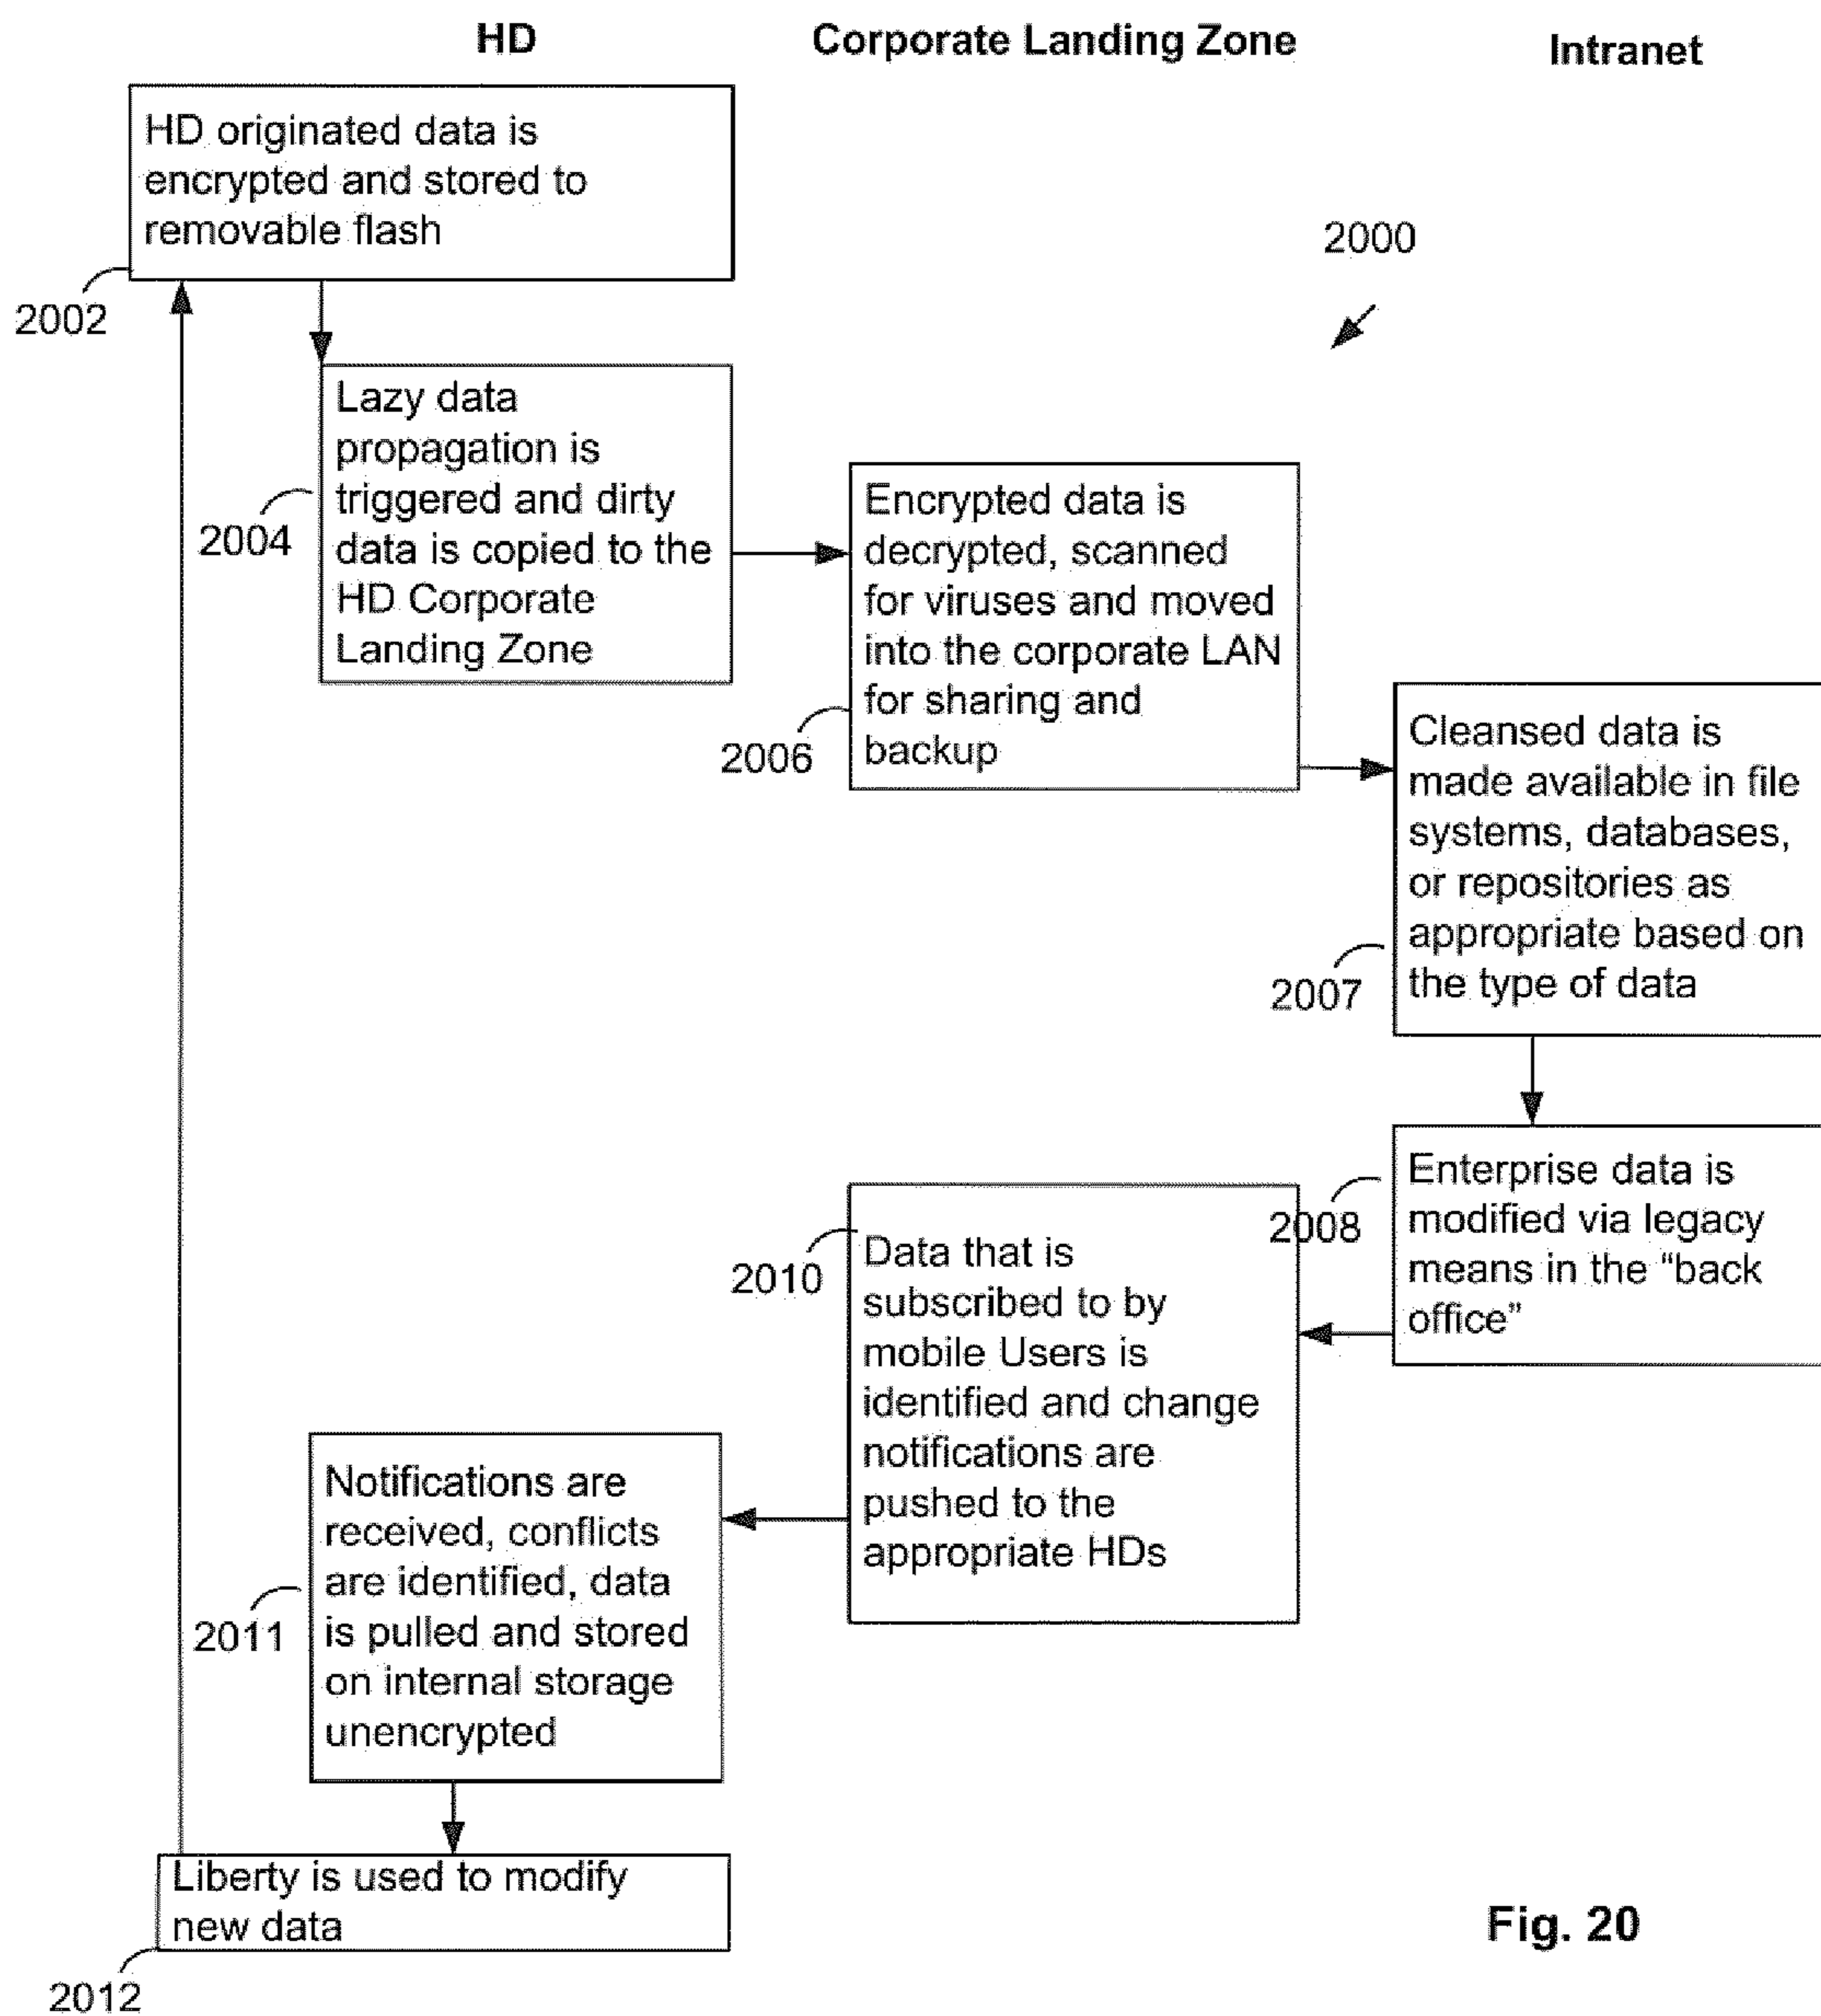 HD
Corporate Landing Zone
Intranet
HD originated data is
encrypted and stored to
removable flash
2002
2000
Lazy data
propagation is
triggered and dirty
data is copied to the
HD Corporate
Landing Zone
2004
Encrypted data is
decrypted, scanned
for viruses and moved
into the corporate LAN
for sharing and
backup
2006
Cleansed data is
made available in file
systems, databases,
or repositories as
appropriate based on
the type of data
2007
Enterprise data is
modified via legacy
means in the “back
office”
2008
Data that is
subscribed to by
mobile Users is
identified and change
notifications are
pushed to the
appropriate HDs
2010
Notifications are
received, conflicts
are identified, data
is pulled and stored
on internal storage
unencrypted
2011
Liberty is used to modify
new data
2012
Fig. 20